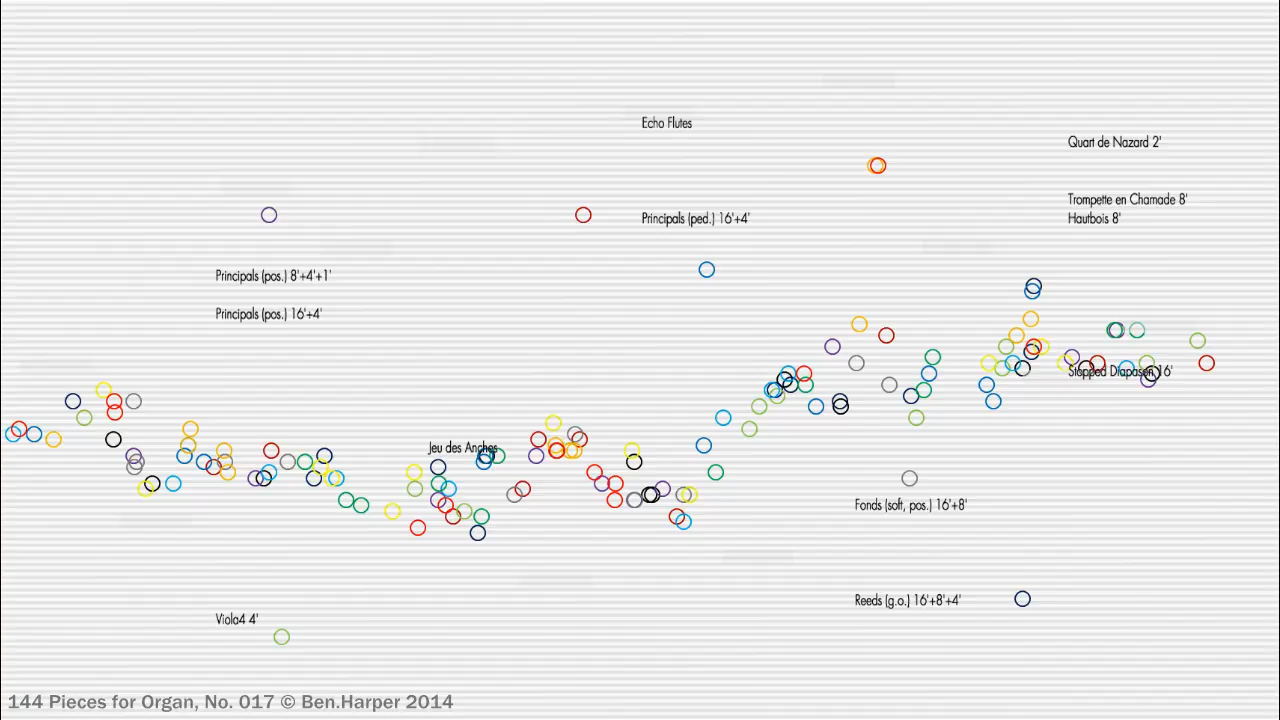 Echo Flutes
Quart de Nazard 2'
Trompette en Chamade 8'
Principals (ped.) 16'+4'
Hautbois 8'
Principals (pos.) 8'+4'+1'
Principals (pos.) 16'+4'
Stopped Diapason 16'
Jeu des Anches
Fonds (soft, pos.) 16'+8'
Reeds (g.o.) 16'+8'+4'
Viola4 4'
144 Pieces for Organ, No. 017 © Ben.Harper 2014